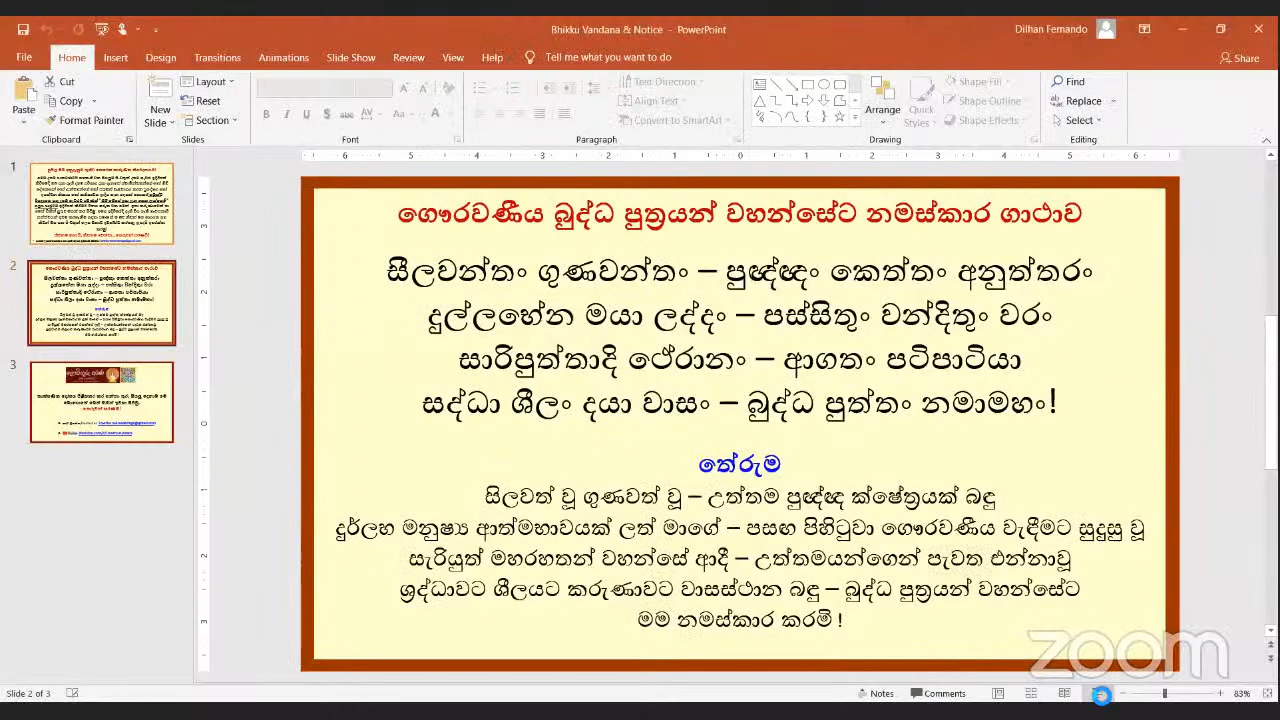 Bhikku Vandana & Notice - PowerPoint
Dilhan Fernando
File Home Insert Design Transitions Animations Slide Show Review View Help Tell me what you want to do
Share
Paste Cut Copy Format Painter
New Slide Layout Reset Section
Text Direction Align Text Convert to SmartArt
Arrange Quick Styles Shape Fill Shape Outline Shape Effects
Find Replace Select
Clipboard Slides Font Paragraph Drawing Editing
1
2
3
ගෞරවණීය බුද්ධ පුත්‍රයන් වහන්සේට නමස්කාර ගාථාව
සීලවන්තං ගුණවන්තං – පුඤ්ඤං කෙත්තං අනුත්තරං
දුල්ලභේන මයා ලද්දං – පස්සිතුං වන්දිතුං වරං
සාරිපුත්තාදි ථේරානං – ආගතං පටිපාටියා
සද්ධා ශීලං දයා වාසං – බුද්ධ පුත්තං නමාමහං!
තේරුම
සිලවත් වූ ගුණවත් වූ – උත්තම පුඤ්ඤ ක්ෂේත්‍රයක් බඳු
දුර්ලභ මනුෂ්‍ය ආත්මභාවයක් ලත් මාගේ – පසඟ පිහිටුවා ගෞරවණීය වැඳීමට සුදුසු වූ
සැරියුත් මහරහතන් වහන්සේ ආදී – උත්තමයන්ගෙන් පැවත එන්නාවූ
ශ්‍රද්ධාවට ශීලයට කරුණාවට වාසස්ථාන බඳු – බුද්ධ පුත්‍රයන් වහන්සේට
මම නමස්කාර කරමි !
zoom
Slide 2 of 3
Notes Comments 83%